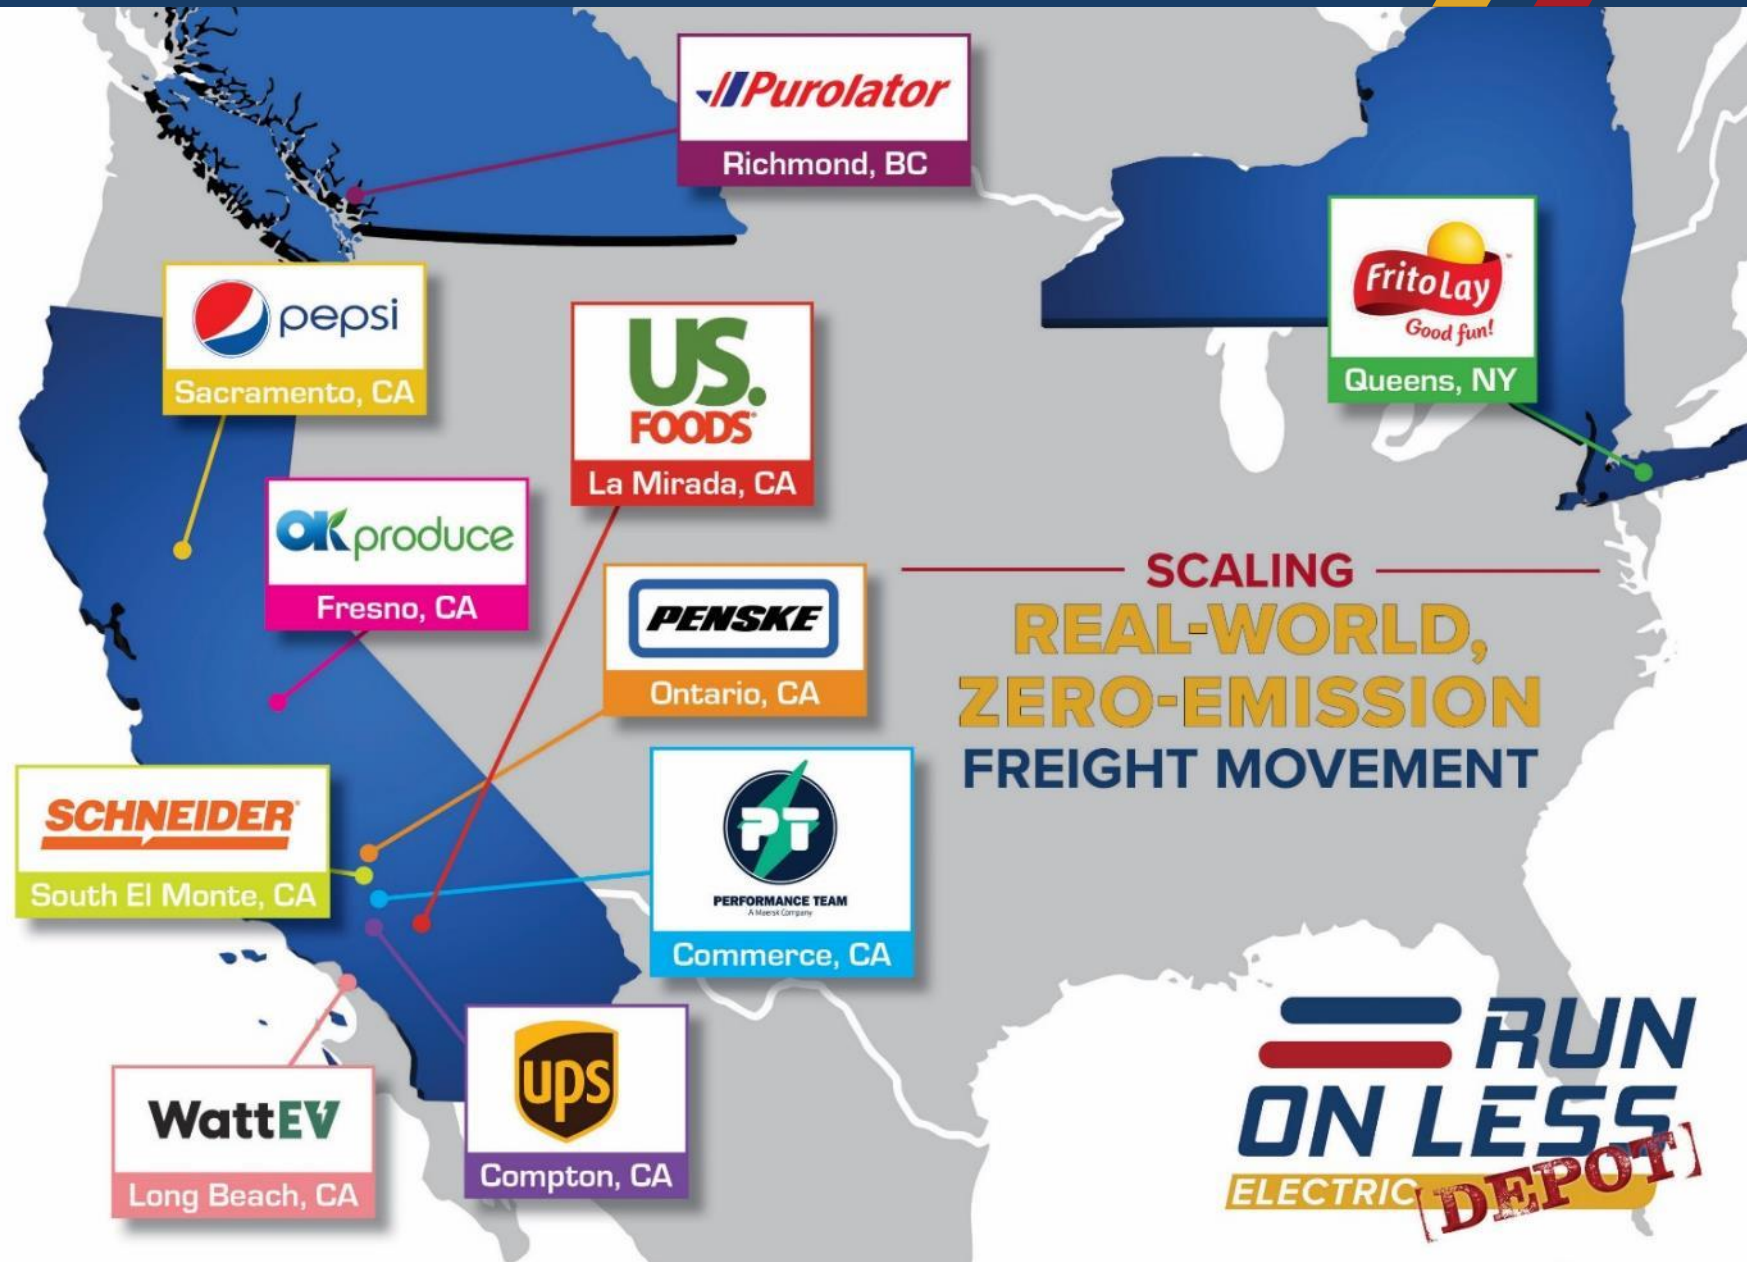 Purolator
Richmond, BC
FritoLay
Good fun!
Queens, NY
pepsi
Sacramento, CA
US.
FOODS
La Mirada, CA
OK produce
Fresno, CA
PENSKE
Ontario, CA
SCALING
REAL-WORLD,
ZERO-EMISSION
FREIGHT MOVEMENT
SCHNEIDER
South El Monte, CA
PT
PERFORMANCE TEAM
A Maersk Company
Commerce, CA
WattEV
Long Beach, CA
ups
Compton, CA
RUN
ON LESS
ELECTRIC
[DEPOT]